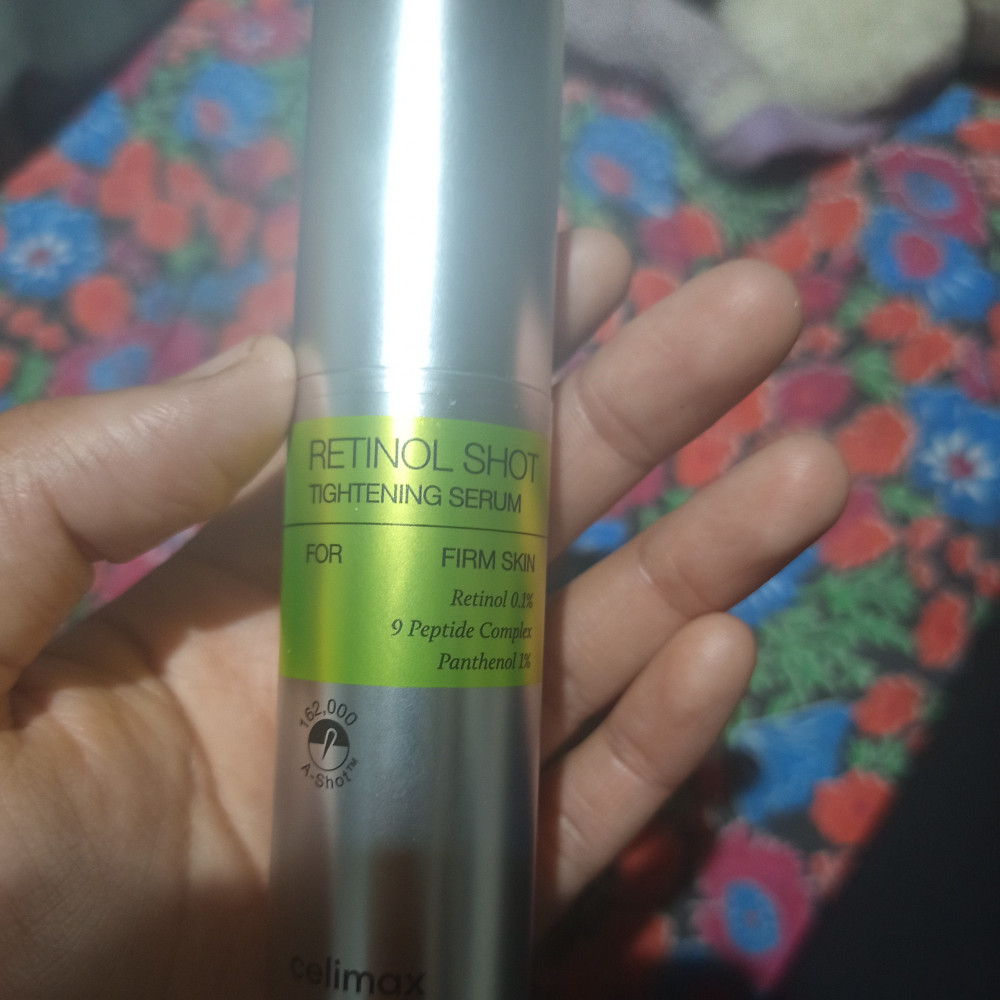 RETINOL SHOT
TIGHTENING SERUM
FOR FIRM SKIN
Retinol 0.1%
9 Peptide Complex
Panthenol 1%
162,000
A-Shot™
celimax